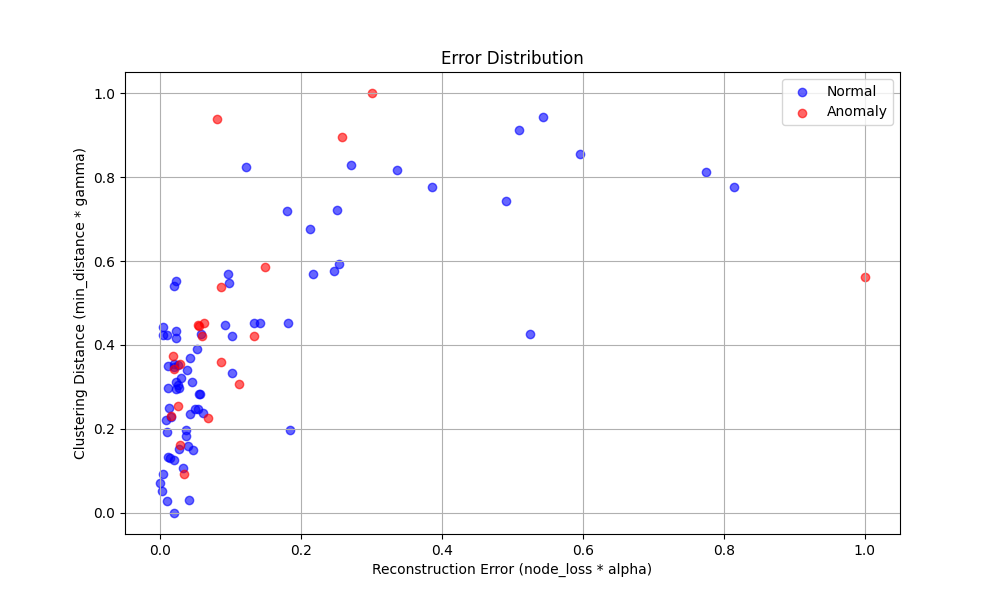 Error Distribution
Normal
Anomaly
Clustering Distance (min_distance * gamma)
1.0
0.8
0.6
0.4
0.2
0.0
0.0 0.2 0.4 0.6 0.8 1.0
Reconstruction Error (node_loss * alpha)